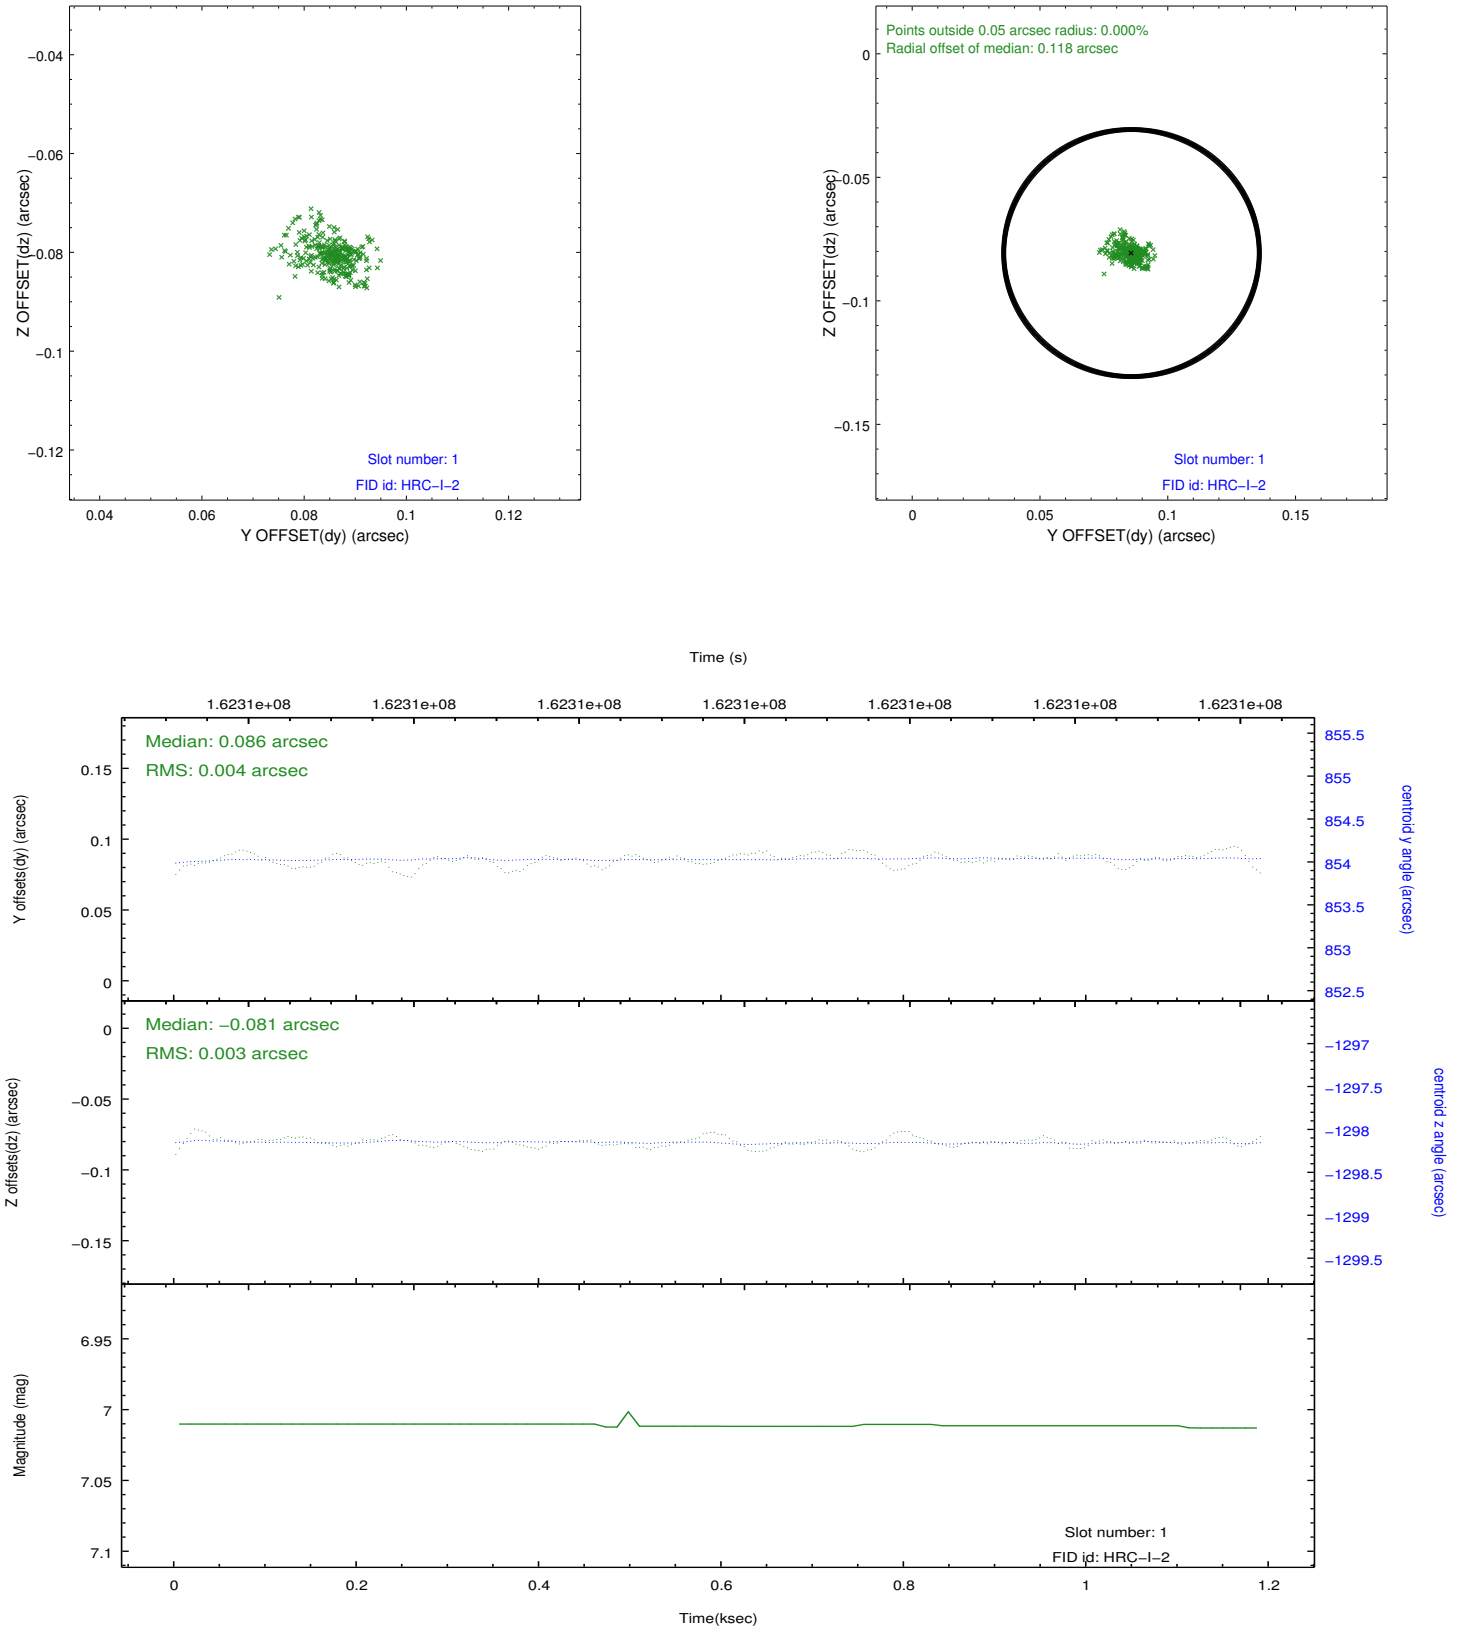 −0.04
−0.06
−0.08
−0.1
−0.12
Z OFFSET(dz) (arcsec)
0.04 0.06 0.08 0.1 0.12
Y OFFSET(dy) (arcsec)
Slot number: 1
FID id: HRC−I−2
Points outside 0.05 arcsec radius: 0.000%
Radial offset of median: 0.118 arcsec
0
−0.05
−0.1
−0.15
Z OFFSET(dz) (arcsec)
0 0.05 0.1 0.15
Y OFFSET(dy) (arcsec)
Slot number: 1
FID id: HRC−I−2
Time (s)
1.6231e+08 1.6231e+08 1.6231e+08 1.6231e+08 1.6231e+08 1.6231e+08 1.6231e+08
Median: 0.086 arcsec
RMS: 0.004 arcsec
0.15
0.1
0.05
0
Y offsets(dy) (arcsec)
855.5
855
854.5
854
853.5
853
852.5
centroid y angle (arcsec)
Median: −0.081 arcsec
RMS: 0.003 arcsec
0
−0.05
−0.1
−0.15
Z offsets(dz) (arcsec)
−1297
−1297.5
−1298
−1298.5
−1299
−1299.5
centroid z angle (arcsec)
6.95
7
7.05
7.1
Magnitude (mag)
Slot number: 1
FID id: HRC−I−2
0 0.2 0.4 0.6 0.8 1 1.2
Time(ksec)